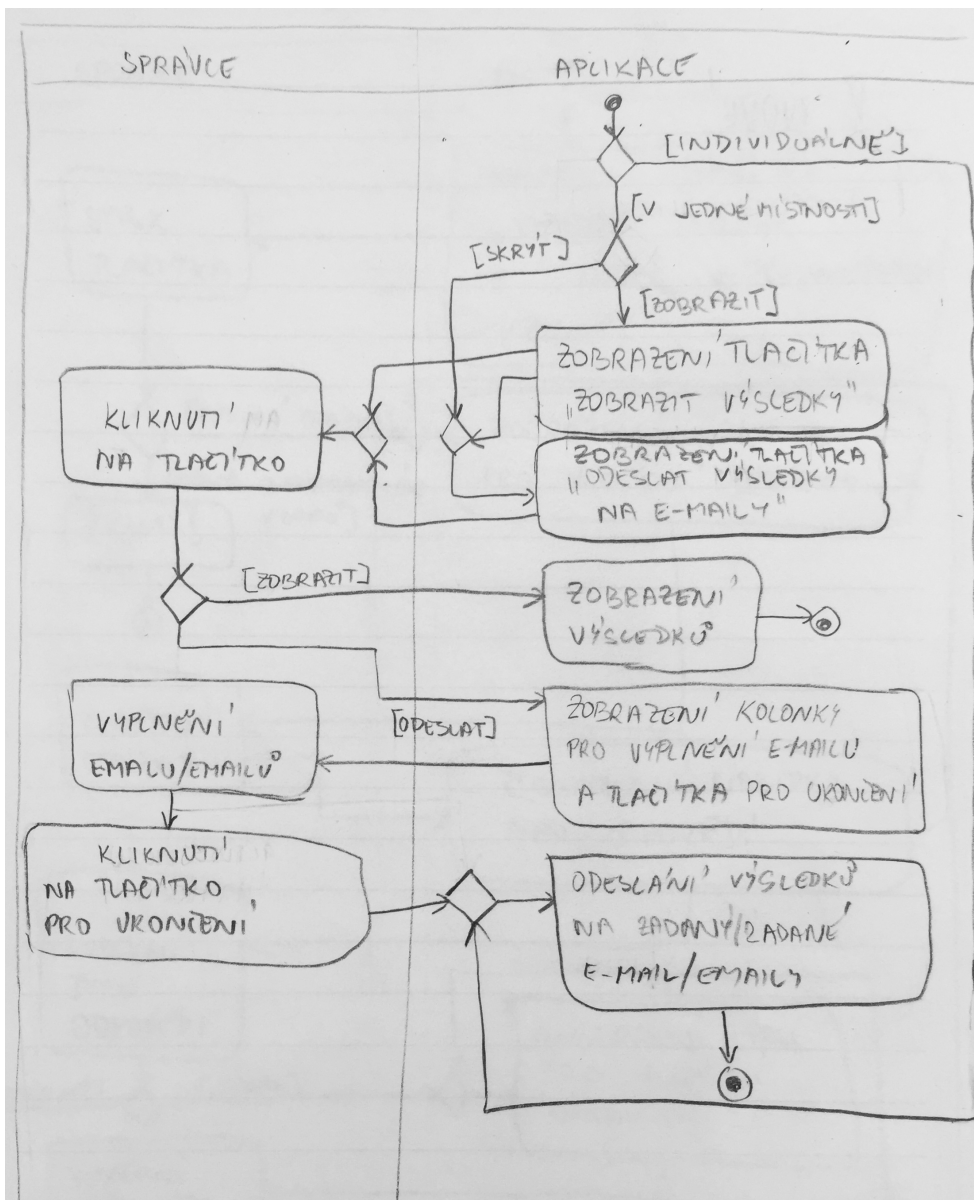 SPRÁVCE
APLIKACE
[INDIVIDUÁLNĚ]
[V JEDNÉ MÍSTNOSTI]
[SKRÝT]
[ZOBRAZIT]
ZOBRAZENÍ TLAČÍTKA
„ZOBRAZIT VÝSLEDKY"
KLIKNUTÍ
NA TLAČÍTKO
ZOBRAZENÍ TLAČÍTKA
„ODESLAT VÝSLEDKY
NA E-MAILY"
[ZOBRAZIT]
ZOBRAZENÍ
VÝSLEDKŮ
[ODESLAT]
ZOBRAZENÍ KOLONKY
PRO VYPLNĚNÍ E-MAILU
A TLAČÍTKA PRO UKONČENÍ
VYPLNĚNÍ
EMAILU/EMAILŮ
KLIKNUTÍ
NA TLAČÍTKO
PRO UKONČENÍ
ODESLÁNÍ VÝSLEDKŮ
NA ZADANÝ/ZADANÉ
E-MAIL/EMAILY